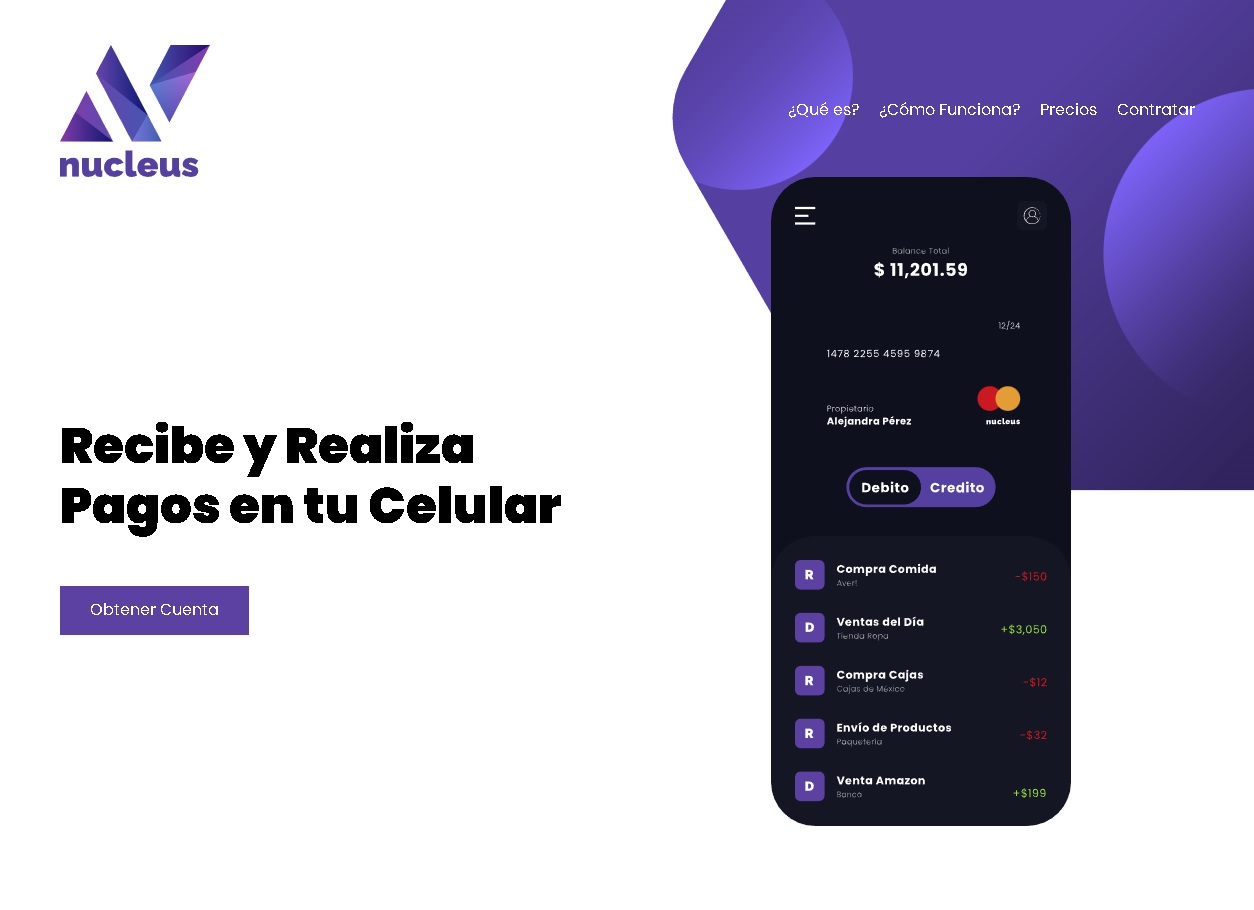 nucleus
¿Qué es? ¿Cómo Funciona? Precios Contratar
Recibe y Realiza
Pagos en tu Celular
Obtener Cuenta
Balance Total
$ 11,201.59
12/24
1478 2255 4595 9874
Propietario
Alejandra Pérez
nucleus
Debito Credito
R Compra Comida -$150
Ayer!
D Ventas del Día +$3,050
Tienda Ropa
R Compra Cajas -$12
Cajas de México
R Envío de Productos -$32
Paqueteria
D Venta Amazon +$199
Banco